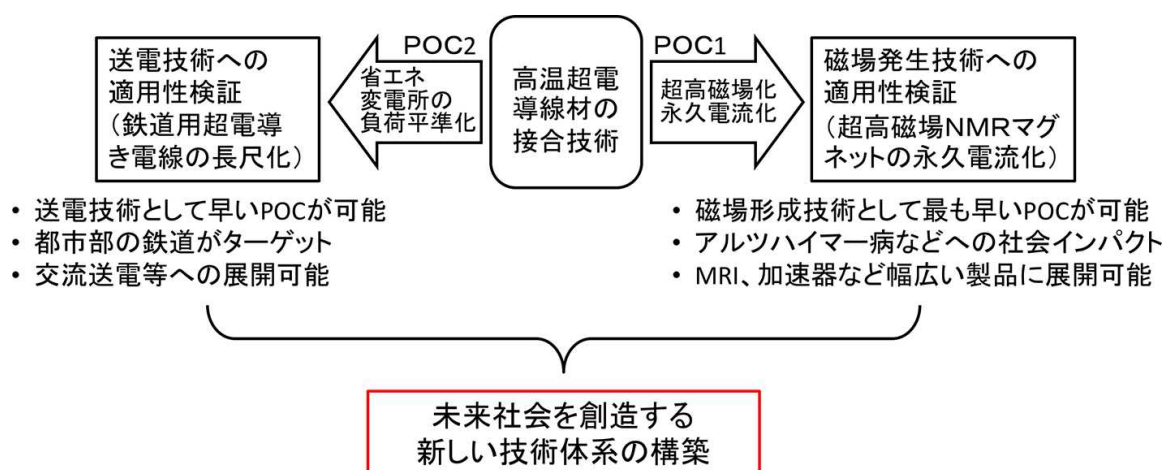 送電技術への
適用性検証
（鉄道用超電導
き電線の長尺化）
POC2
省エネ
変電所の
負荷平準化
高温超電
導線材の
接合技術
POC1
超高磁場化
永久電流化
磁場発生技術への
適用性検証
（超高磁場NMRマグ
ネットの永久電流化）
• 送電技術として早いPOCが可能
• 都市部の鉄道がターゲット
• 交流送電等への展開可能
• 磁場形成技術として最も早いPOCが可能
• アルツハイマー病などへの社会インパクト
• MRI、加速器など幅広い製品に展開可能
未来社会を創造する
新しい技術体系の構築